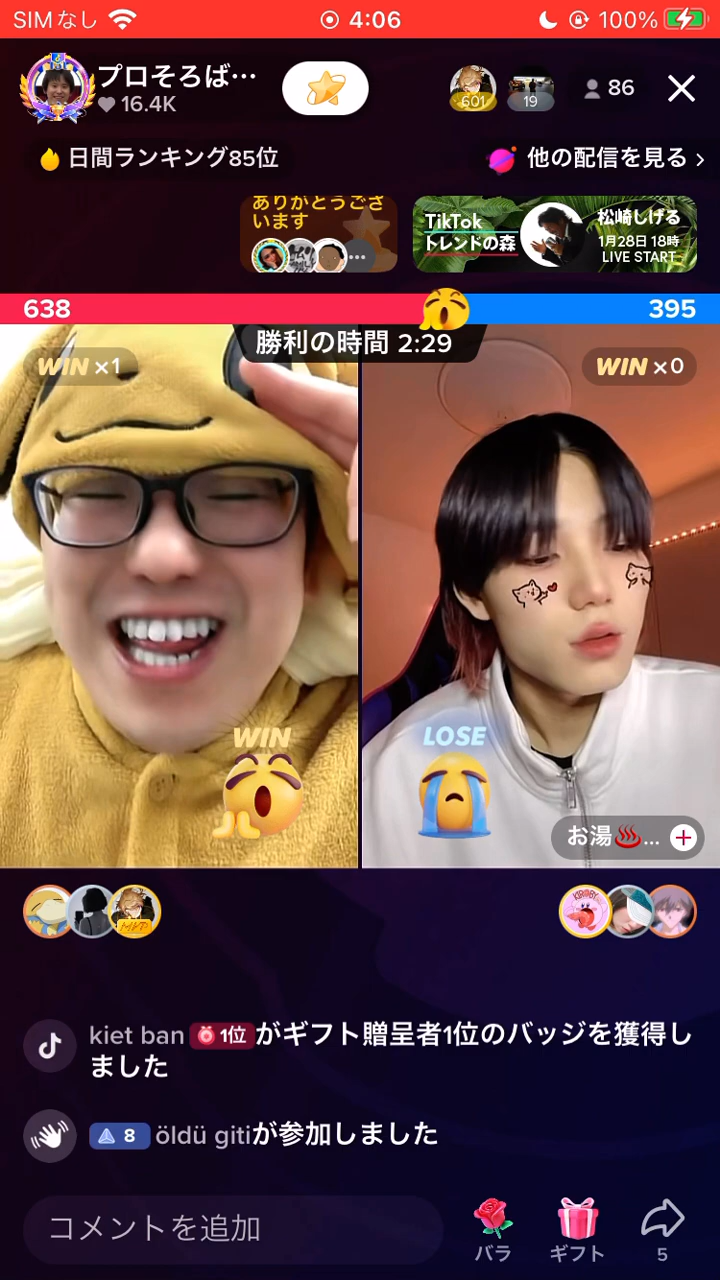 SIMなし
4:06
100%
プロそろば…
16.4K
601
19
86
日間ランキング85位
他の配信を見る
ありがとうござ
います
TikTok
トレンドの森
松崎しげる
1月28日 18時
LIVE START
638
395
勝利の時間 2:29
WIN ×1
WIN ×0
WIN
LOSE
お湯♨️...
kiet ban 1位がギフト贈呈者1位のバッジを獲得し
ました
8 öldü gitiが参加しました
コメントを追加
バラ
ギフト
5